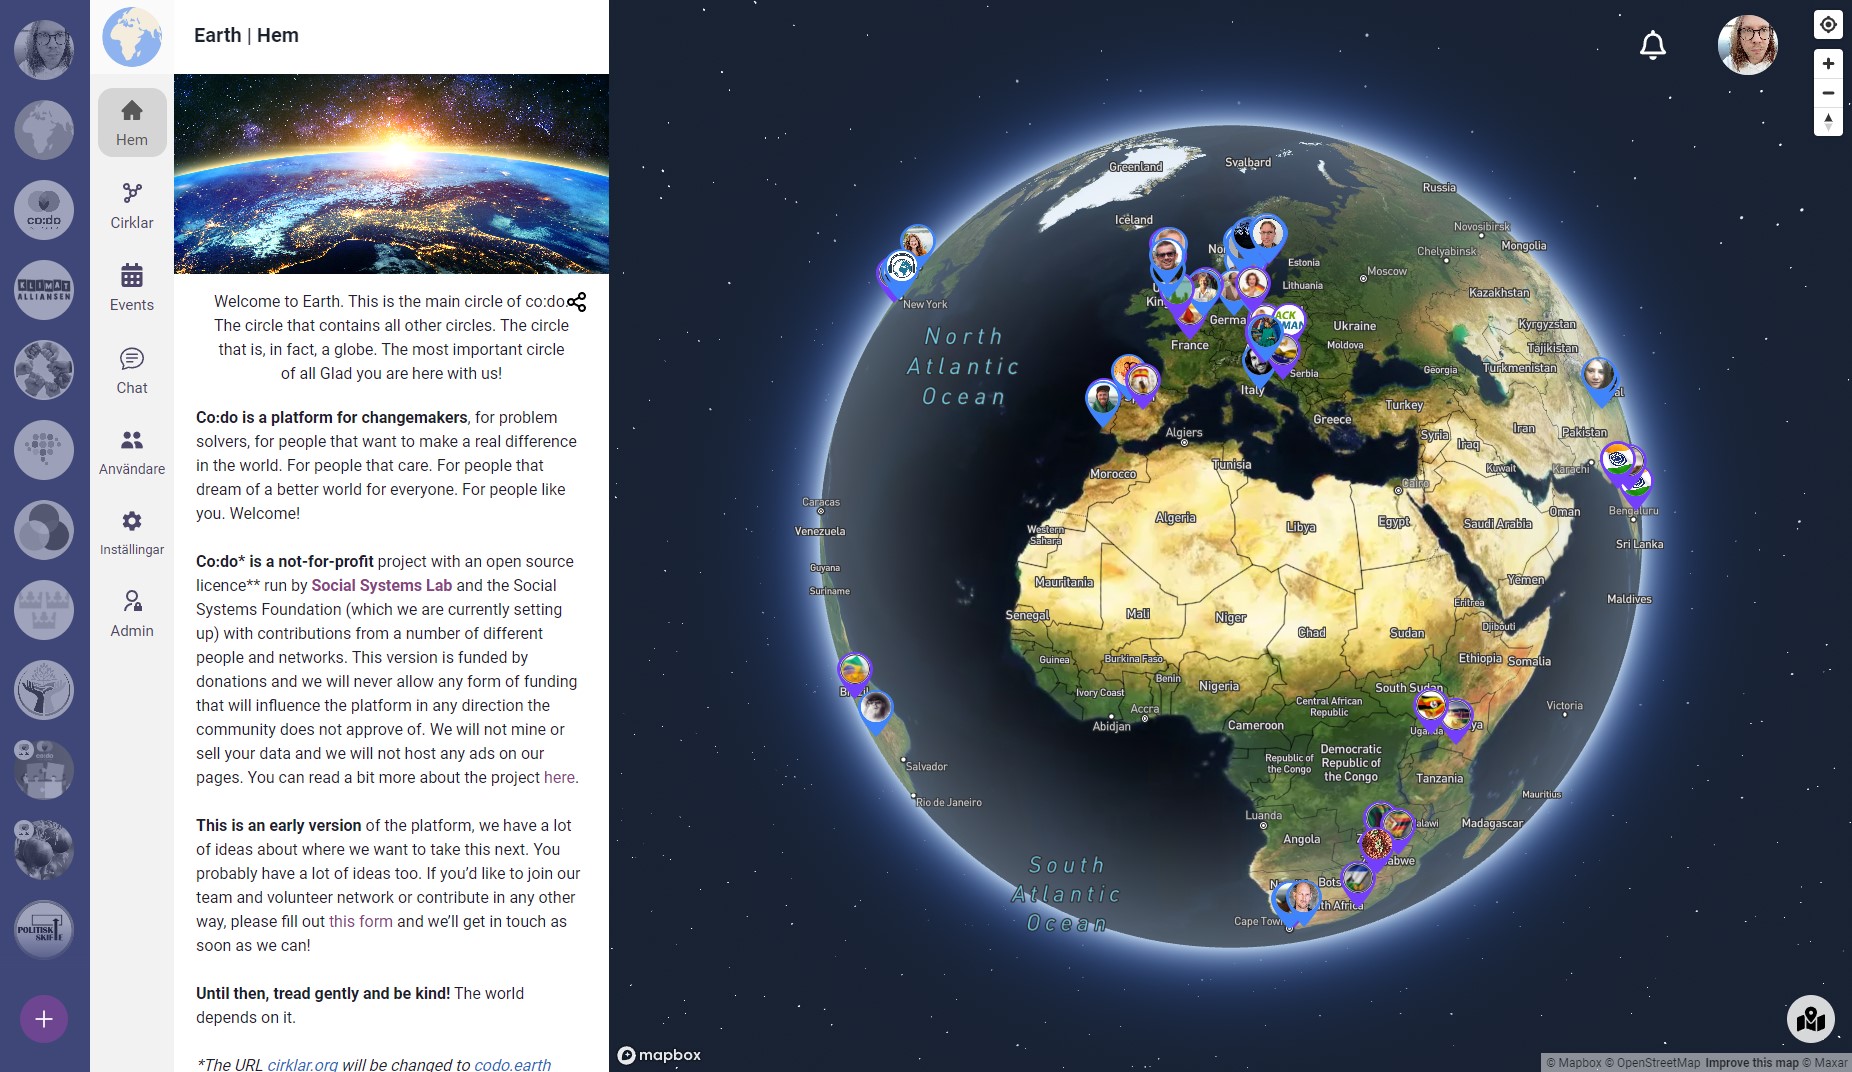 Earth | Hem
co:do
KLIMAT
ALLIANSEN
POLITISKT
SKIFTE
Hem
Cirklar
Events
Chat
Användare
Inställningar
Admin
Welcome to Earth. This is the main circle of co:do.
The circle that contains all other circles. The circle
that is, in fact, a globe. The most important circle
of all Glad you are here with us!
Co:do is a platform for changemakers, for problem
solvers, for people that want to make a real difference
in the world. For people that care. For people that
dream of a better world for everyone. For people like
you. Welcome!
Co:do* is a not-for-profit project with an open source
licence** run by Social Systems Lab and the Social
Systems Foundation (which we are currently setting
up) with contributions from a number of different
people and networks. This version is funded by
donations and we will never allow any form of funding
that will influence the platform in any direction the
community does not approve of. We will not mine or
sell your data and we will not host any ads on our
pages. You can read a bit more about the project here.
This is an early version of the platform, we have a lot
of ideas about where we want to take this next. You
probably have a lot of ideas too. If you'd like to join our
team and volunteer network or contribute in any other
way, please fill out this form and we'll get in touch as
soon as we can!
Until then, tread gently and be kind! The world
depends on it.
*The URL cirklar.org will be changed to codo.earth
Greenland
Svalbard
Russia
Iceland
Novosibirsk
Chelyabinsk
Mongolia
Estonia
Moscow
Lithuania
Kazakhstan
New York
North
Atlantic
Ocean
Ukraine
Kyrgyzstan
France
Moldova
Tajikistan
Georgia
Turkmenistan
Serbia
Italy
Turkey
Greece
Algiers
Syria
Iraq
Iran
Pakistan
Tunisia
Morocco
Kuwait
Karachi
Cairo
Caracas
Venezuela
Western
Sahara
Algeria
Libya
Egypt
Saudi Arabia
Oman
Bengaluru
Sri Lanka
Guyana
Suriname
Mauritania
Yemen
Maldives
Senegal
Mali
Niger
Chad
Sudan
Eritrea
Djibouti
Guinea
Burkina Faso
Ethiopia
Somalia
Benin
Ivory Coast
Nigeria
South Sudan
Central African
Republic
Accra
Abidjan
Cameroon
Victoria
Republic of
the Congo
Democratic
Republic of
the Congo
Tanzania
Salvador
Rio de Janeiro
Mauritius
Luanda
Angola
Madagascar
South
Atlantic
Ocean
mapbox
© Mapbox © OpenStreetMap Improve this map © Maxar